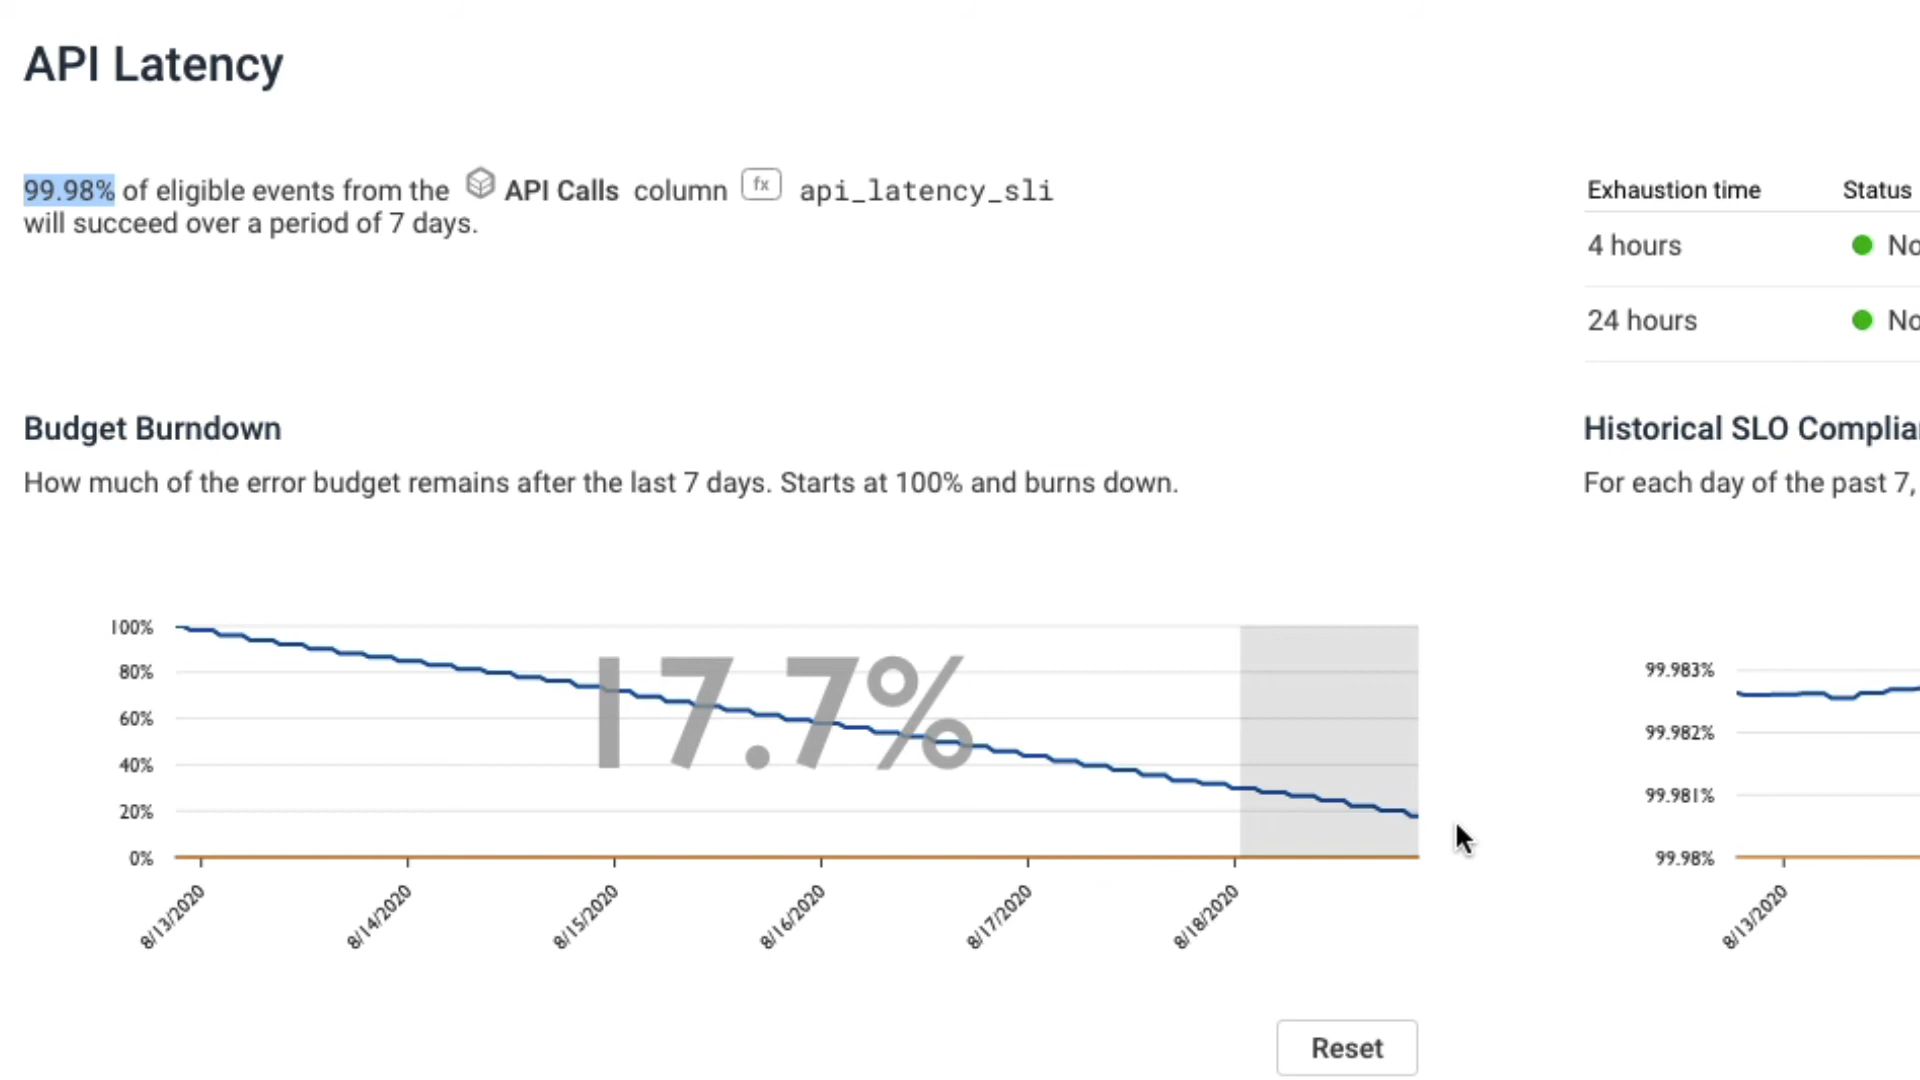 API Latency
99.98% of eligible events from the API Calls column fx api_latency_sli
will succeed over a period of 7 days.
Exhaustion time Status
4 hours No
24 hours No
Budget Burndown
How much of the error budget remains after the last 7 days. Starts at 100% and burns down.
100%
80%
60%
40%
20%
0%
17.7%
8/13/2020 8/14/2020 8/15/2020 8/16/2020 8/17/2020 8/18/2020
Reset
Historical SLO Complia
For each day of the past 7,
99.983%
99.982%
99.981%
99.98%
8/13/2020